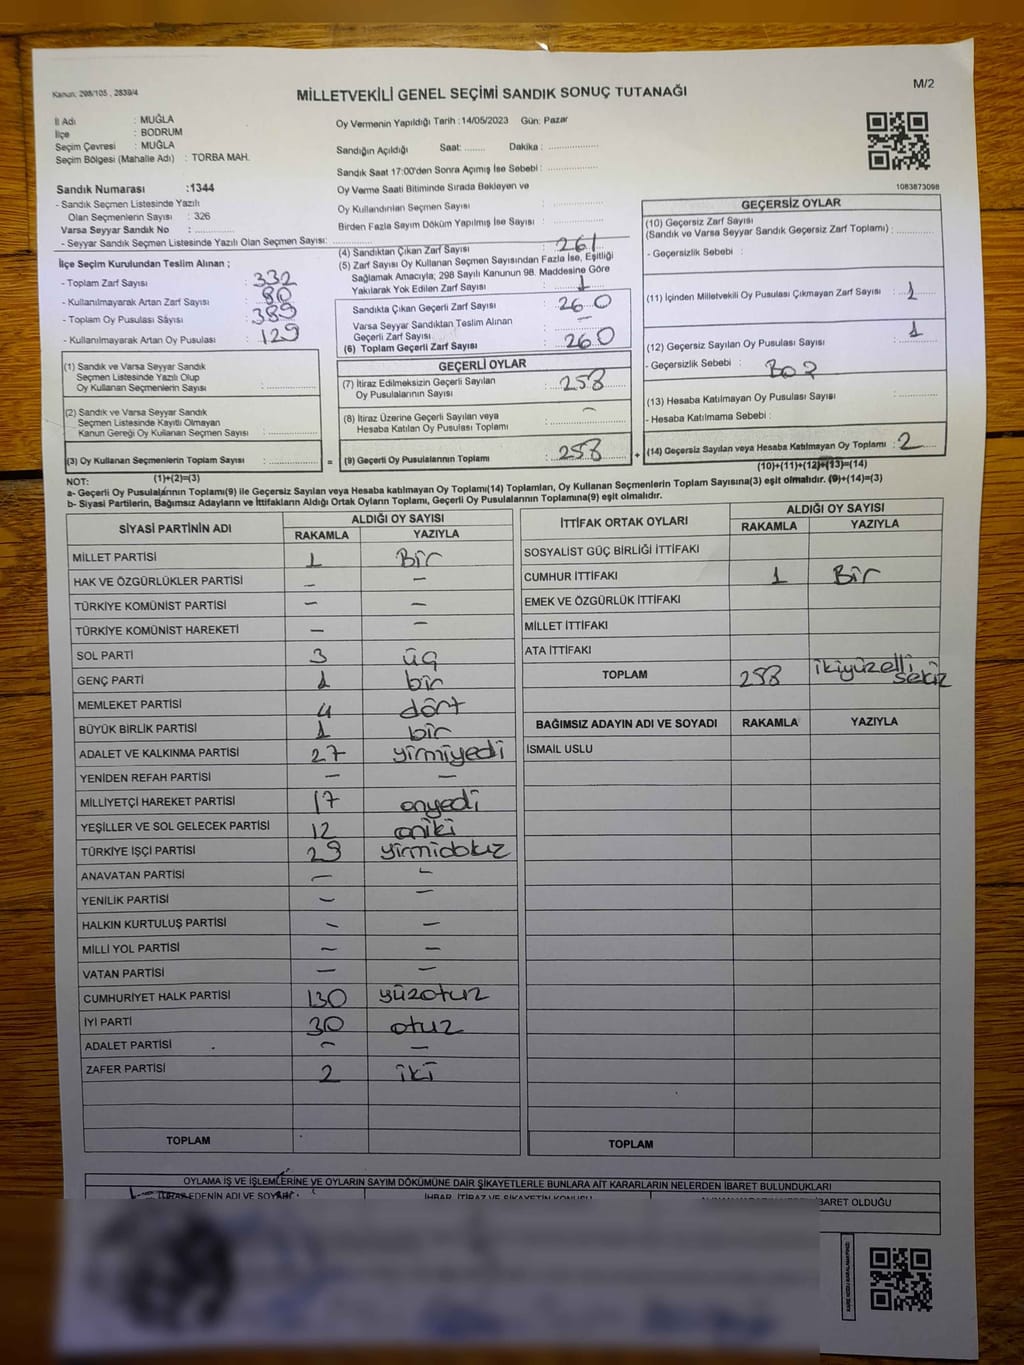 Kanun: 298/105 , 2839/4
MİLLETVEKİLİ GENEL SEÇİMİ SANDIK SONUÇ TUTANAĞI
M/2
İl Adı : MUĞLA
İlçe : BODRUM
Seçim Çevresi : MUĞLA
Seçim Bölgesi (Mahalle Adı) : TORBA MAH.
Sandık Numarası :1344
- Sandık Seçmen Listesinde Yazılı
Olan Seçmenlerin Sayısı : 326
Varsa Seyyar Sandık No :
- Seyyar Sandık Seçmen Listesinde Yazılı Olan Seçmen Sayısı:
Oy Vermenin Yapıldığı Tarih :14/05/2023 Gün: Pazar
Sandığın Açıldığı Saat: Dakika :
Sandık Saat 17:00'den Sonra Açımış İse Sebebi :
Oy Verme Saati Bitiminde Sırada Bekleyen ve
Oy Kullandırılan Seçmen Sayısı :
Birden Fazla Sayım Döküm Yapılmış İse Sayısı :
1083873098
İlçe Seçim Kurulundan Teslim Alınan ;
- Toplam Zarf Sayısı : 332
- Kullanılmayarak Artan Zarf Sayısı : 80
- Toplam Oy Pusulası Sayısı : 389
- Kullanılmayarak Artan Oy Pusulası : 129
(4) Sandıktan Çıkan Zarf Sayısı : 261
(5) Zarf Sayısı Oy Kullanan Seçmen Sayısından Fazla İse, Eşitliği
Sağlamak Amacıyla; 298 Sayılı Kanunun 98. Maddesine Göre
Yakılarak Yok Edilen Zarf Sayısı : 1
Sandıkta Çıkan Geçerli Zarf Sayısı : 260
Varsa Seyyar Sandıktan Teslim Alınan
Geçerli Zarf Sayısı : -
(6) Toplam Geçerli Zarf Sayısı : 260
GEÇERSİZ OYLAR
(10) Geçersiz Zarf Sayısı
(Sandık ve Varsa Seyyar Sandık Geçersiz Zarf Toplamı) :
- Geçersizlik Sebebi :
(11) İçinden Milletvekili Oy Pusulası Çıkmayan Zarf Sayısı : 1
(12) Geçersiz Sayılan Oy Pusulası Sayısı : 1
- Geçersizlik Sebebi :
(13) Hesaba Katılmayan Oy Pusulası Sayısı :
- Hesaba Katılmama Sebebi :
(14) Geçersiz Sayılan veya Hesaba Katılmayan Oy Toplamı : 2
(10)+(11)+(12)+(13)=(14)
(1) Sandık ve Varsa Seyyar Sandık
Seçmen Listesinde Yazılı Olup
Oy Kullanan Seçmenlerin Sayısı :
(2) Sandık ve Varsa Seyyar Sandık
Seçmen Listesinde Kayıtlı Olmayan
Kanun Gereği Oy Kullanan Seçmen Sayısı :
(3) Oy Kullanan Seçmenlerin Toplam Sayısı : =
(1)+(2)=(3)
GEÇERLİ OYLAR
(7) İtiraz Edilmeksizin Geçerli Sayılan
Oy Pusulalarının Sayısı : 258
(8) İtiraz Üzerine Geçerli Sayılan veya
Hesaba Katılan Oy Pusulası Toplamı : -
(9) Geçerli Oy Pusulalarının Toplamı : 258 +
NOT:
a- Geçerli Oy Pusulalarının Toplamı(9) ile Geçersiz Sayılan veya Hesaba katılmayan Oy Toplamı(14) Toplamları, Oy Kullanan Seçmenlerin Toplam Sayısına(3) eşit olmalıdır. (9)+(14)=(3)
b- Siyasi Partilerin, Bağımsız Adayların ve İttifakların Aldığı Oyların Toplamı, Geçerli Oy Pusulalarının Toplamına(9) eşit olmalıdır.
SİYASİ PARTİNİN ADI ALDIĞI OY SAYISI
RAKAMLA YAZIYLA
MİLLET PARTİSİ 1 Bir
HAK VE ÖZGÜRLÜKLER PARTİSİ - -
TÜRKİYE KOMÜNİST PARTİSİ - -
TÜRKİYE KOMÜNİST HAREKETİ - -
SOL PARTİ 3 üç
GENÇ PARTİ 1 bir
MEMLEKET PARTİSİ 4 dört
BÜYÜK BİRLİK PARTİSİ 1 bir
ADALET VE KALKINMA PARTİSİ 27 yirmiyedi
YENİDEN REFAH PARTİSİ - -
MİLLİYETÇİ HAREKET PARTİSİ 17 onyedi
YEŞİLLER VE SOL GELECEK PARTİSİ 12 oniki
TÜRKİYE İŞÇİ PARTİSİ 29 yirmidokuz
ANAVATAN PARTİSİ - -
YENİLİK PARTİSİ - -
HALKIN KURTULUŞ PARTİSİ - -
MİLLİ YOL PARTİSİ - -
VATAN PARTİSİ - -
CUMHURİYET HALK PARTİSİ 130 yüzotuz
İYİ PARTİ 30 otuz
ADALET PARTİSİ - -
ZAFER PARTİSİ 2 iki
TOPLAM
İTTİFAK ORTAK OYLARI ALDIĞI OY SAYISI
RAKAMLA YAZIYLA
SOSYALİST GÜÇ BİRLİĞİ İTTİFAKI
CUMHUR İTTİFAKI 1 Bir
EMEK VE ÖZGÜRLÜK İTTİFAKI
MİLLET İTTİFAKI
ATA İTTİFAKI
TOPLAM 258 ikiyüzelli sekiz
BAĞIMSIZ ADAYIN ADI VE SOYADI RAKAMLA YAZIYLA
İSMAİL USLU
TOPLAM
OYLAMA İŞ VE İŞLEMLERİNE VE OYLARIN SAYIM DÖKÜMÜNE DAİR ŞİKAYETLERLE BUNLARA AİT KARARLARIN NELERDEN İBARET BULUNDUKLARI
EDENİN ADI VE SOYADI İHBAR, İTİRAZ VE ŞİKAYETİN KONUSU İBARET OLDUĞU